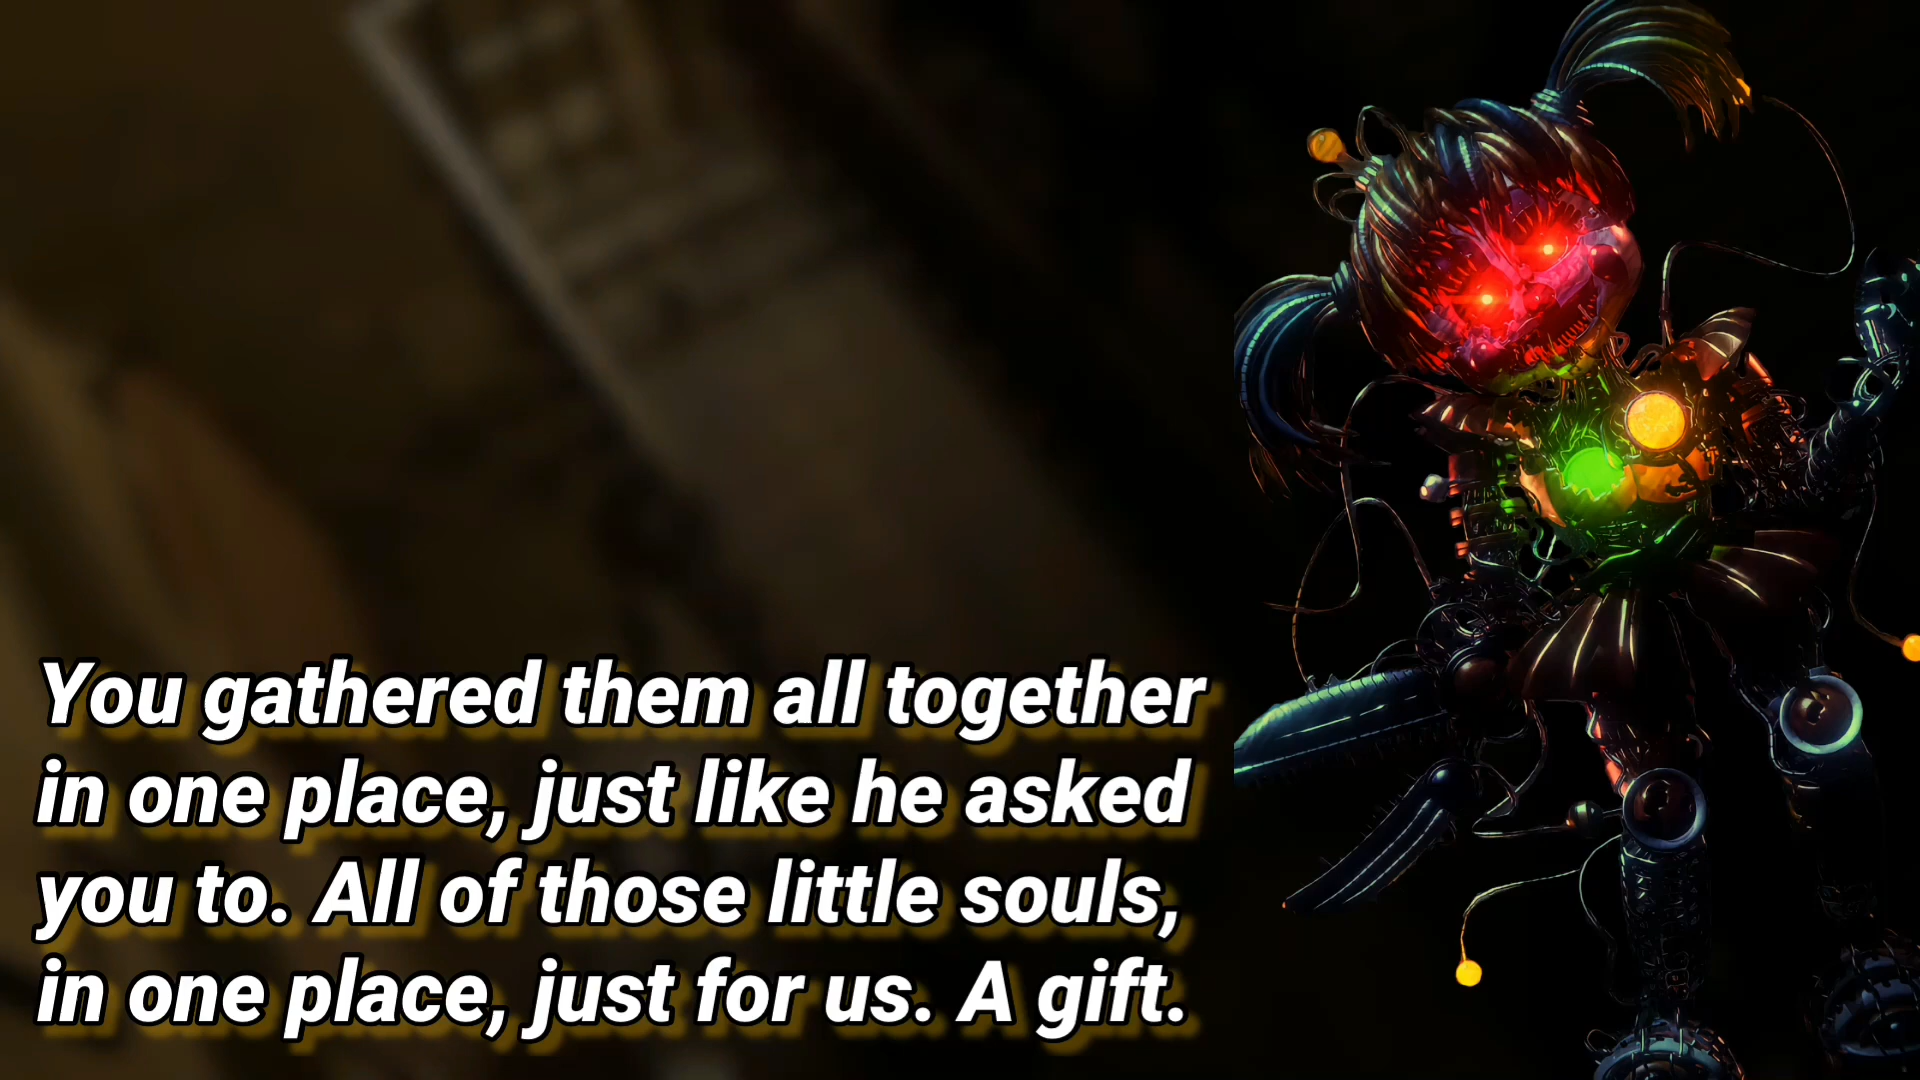 You gathered them all together
in one place, just like he asked
you to. All of those little souls,
in one place, just for us. A gift.